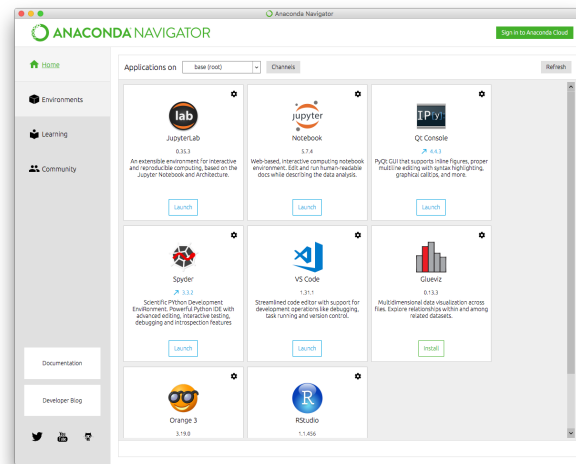 Anaconda Navigator
ANACONDA NAVIGATOR
Sign in to Anaconda Cloud
Home
Environments
Learning
Community
Documentation
Developer Blog
You
Tube
Applications on
base (root)
Channels
Refresh
lab
JupyterLab
0.35.3
An extensible environment for interactive
and reproducible computing, based on the
Jupyter Notebook and Architecture.
Launch
jupyter
Notebook
5.7.4
Web-based, interactive computing notebook
environment. Edit and run human-readable
docs while describing the data analysis.
Launch
IP[y]:
Qt Console
4.4.3
PyQt GUI that supports inline figures, proper
multiline editing with syntax highlighting,
graphical calltips, and more.
Launch
Spyder
3.3.2
Scientific PYthon Development
EnviRonment. Powerful Python IDE with
advanced editing, interactive testing,
debugging and introspection features
Launch
VS Code
1.31.1
Streamlined code editor with support for
development operations like debugging,
task running and version control.
Launch
Glueviz
0.13.3
Multidimensional data visualization across
files. Explore relationships within and among
related datasets.
Install
Orange 3
3.19.0
R
RStudio
1.1.456